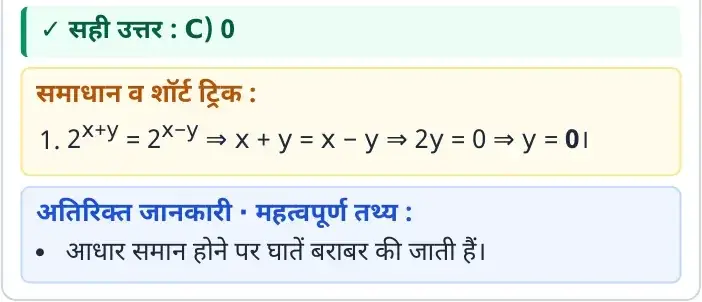 ✓ सही उत्तर : C) 0
समाधान व शॉर्ट ट्रिक :
1. 2^{x+y} = 2^{x−y} ⇒ x + y = x − y ⇒ 2y = 0 ⇒ y = 0।
अतिरिक्त जानकारी · महत्वपूर्ण तथ्य :
• आधार समान होने पर घातें बराबर की जाती हैं।